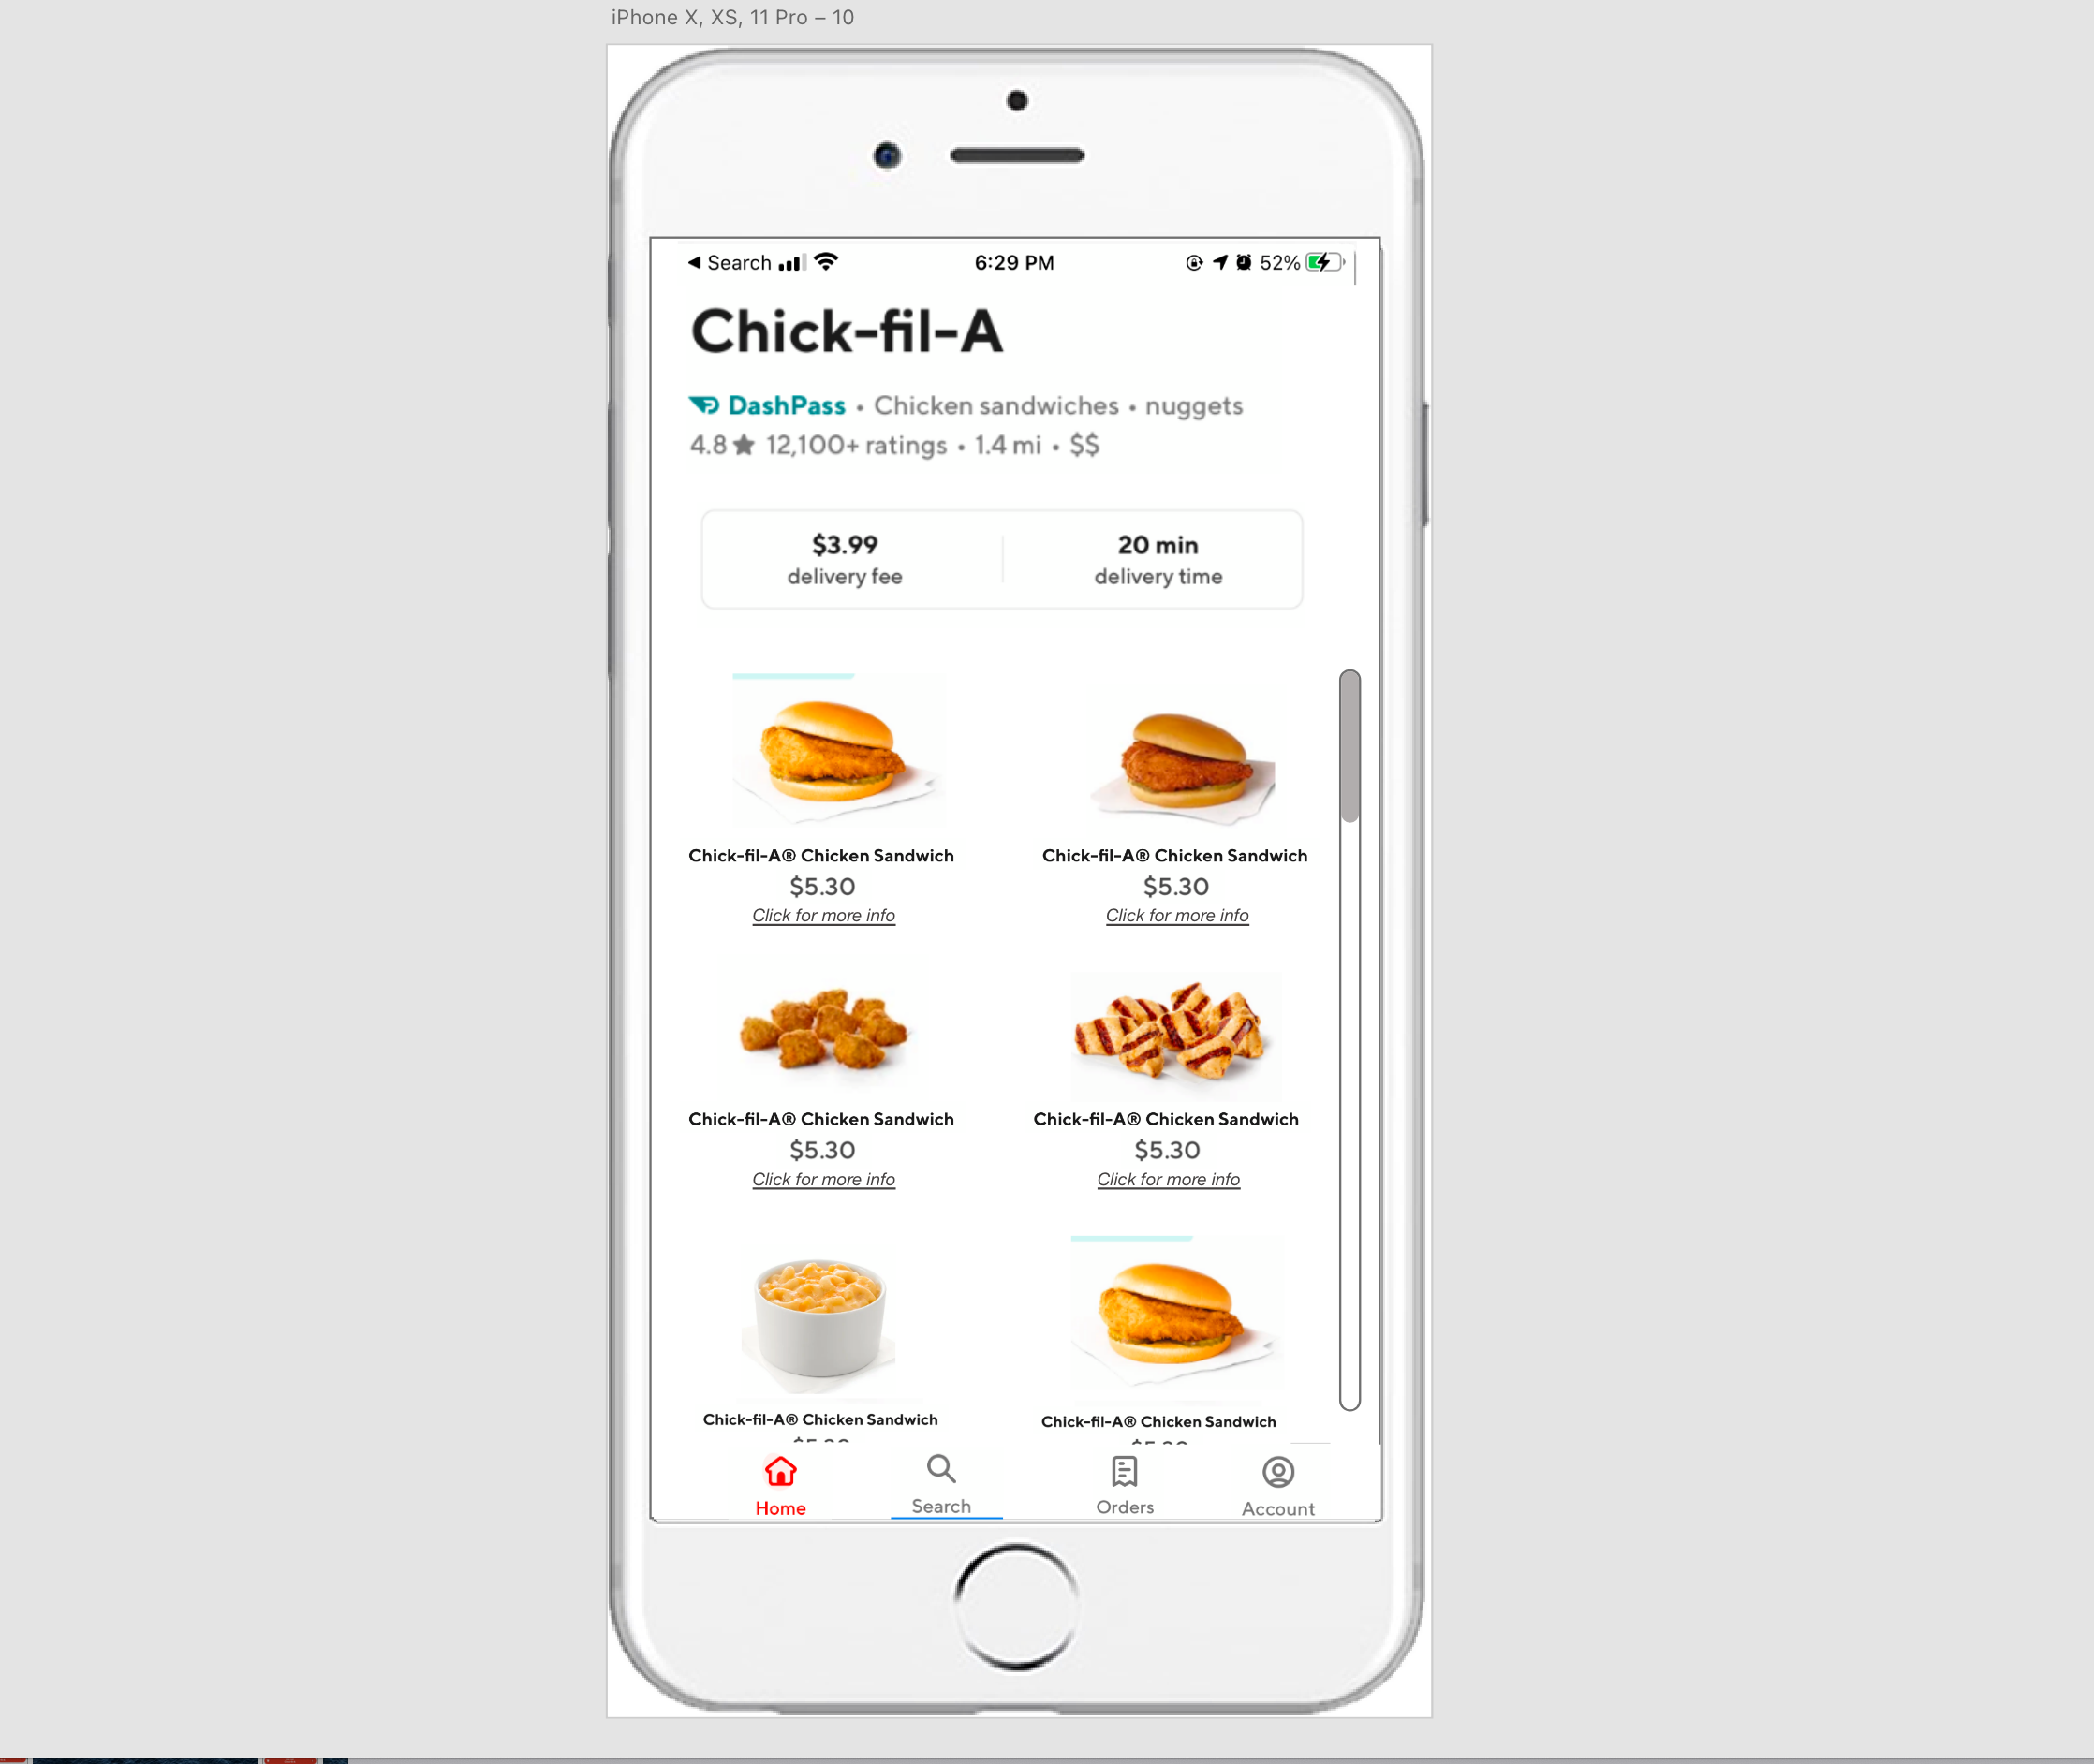 iPhone X, XS, 11 Pro – 10
Search 6:29 PM 52%
Chick-fil-A
DashPass • Chicken sandwiches • nuggets
4.8★ 12,100+ ratings • 1.4 mi • $$
$3.99 20 min
delivery fee delivery time
Chick-fil-A® Chicken Sandwich Chick-fil-A® Chicken Sandwich
$5.30 $5.30
Click for more info Click for more info
Chick-fil-A® Chicken Sandwich Chick-fil-A® Chicken Sandwich
$5.30 $5.30
Click for more info Click for more info
Chick-fil-A® Chicken Sandwich Chick-fil-A® Chicken Sandwich
Home Search Orders Account